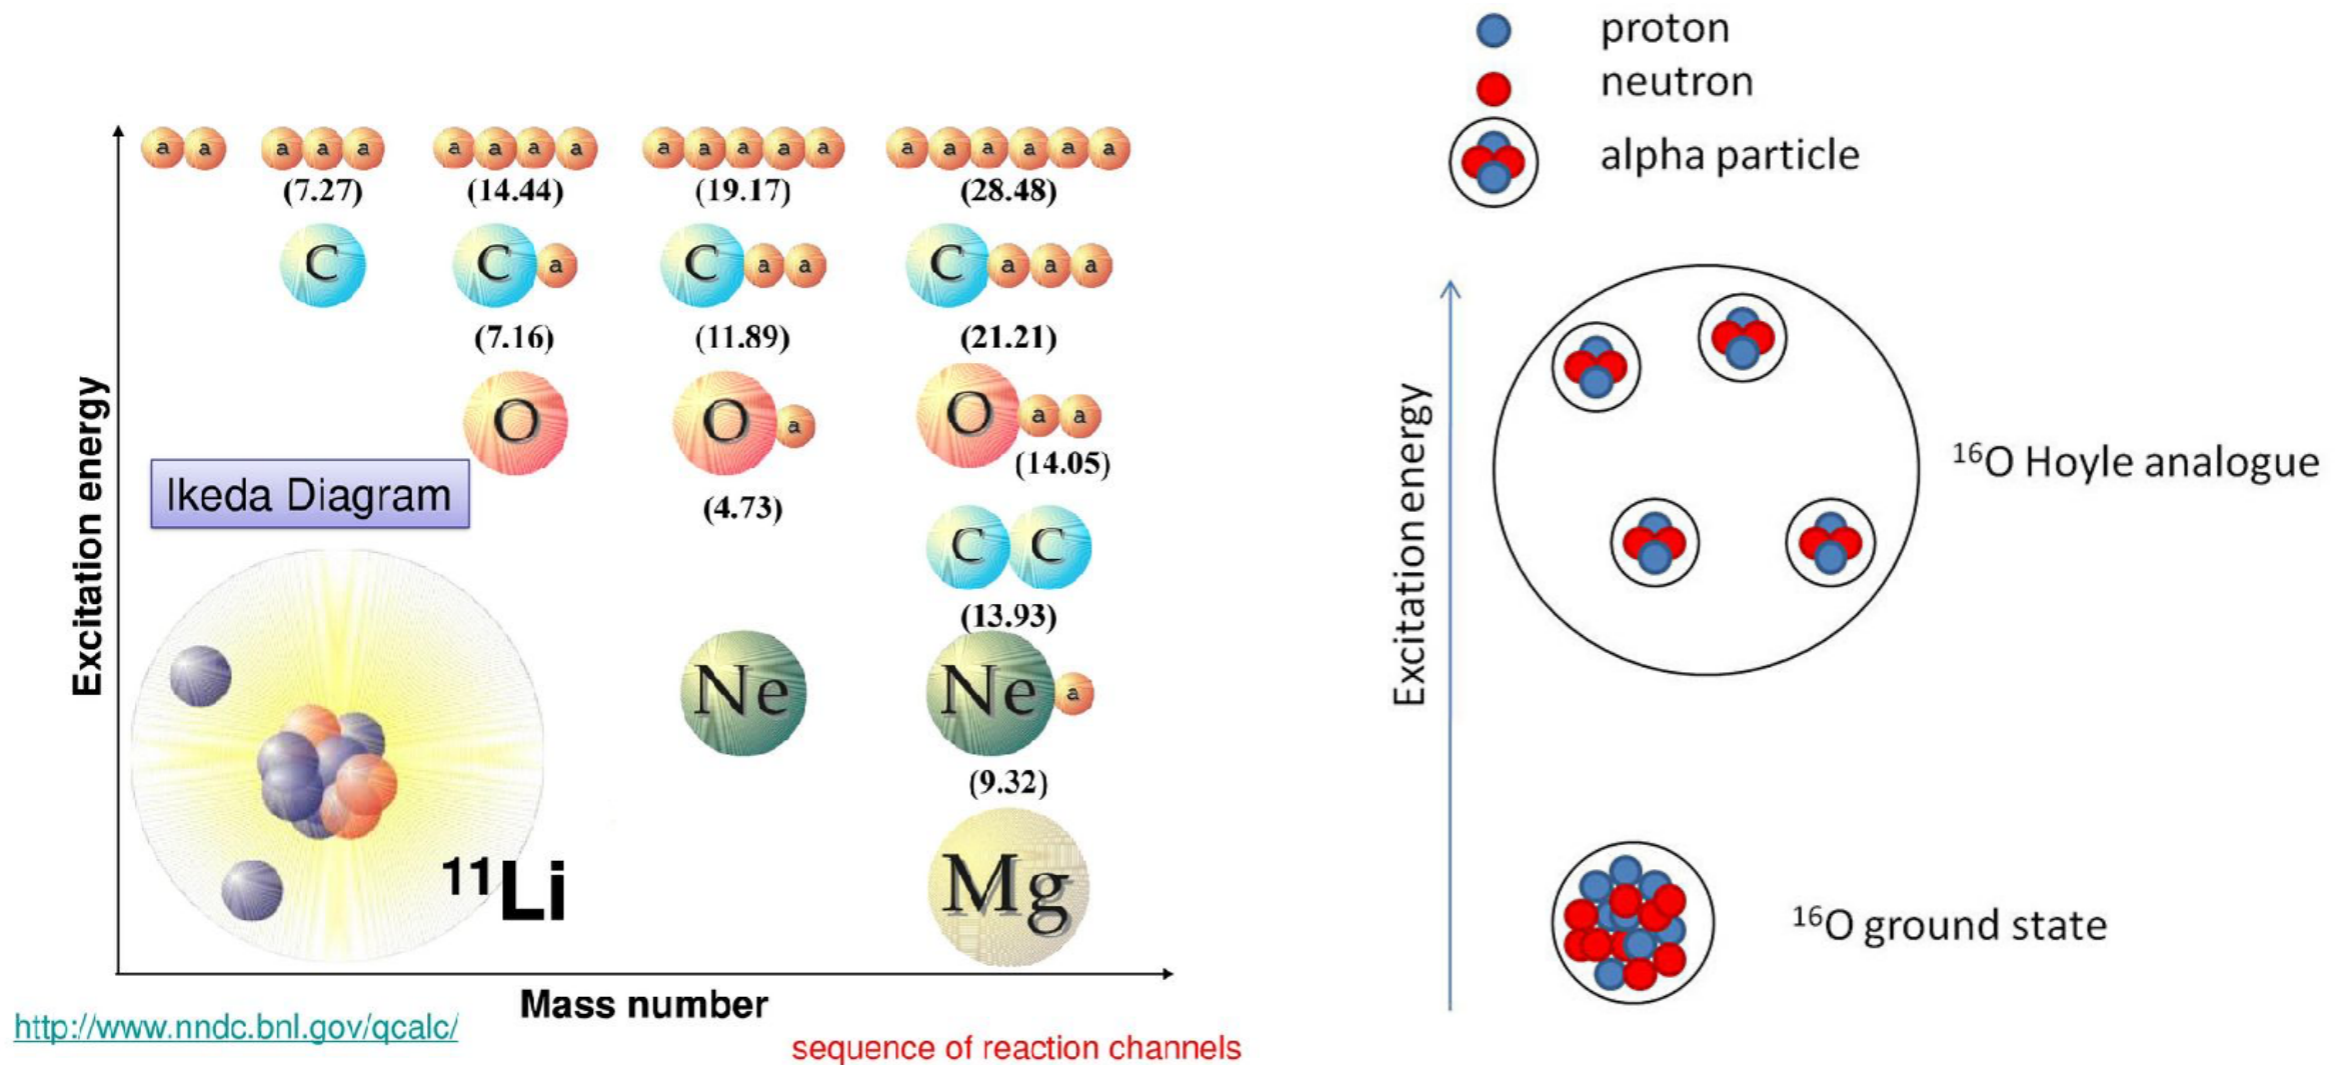 a a a a a a a a a a a a a a a a a a a a
(7.27) (14.44) (19.17) (28.48)
C C a C a a C a a a
(7.16) (11.89) (21.21)
O O a O a a
(14.05)
(4.73)
C C
(13.93)
Ne Ne a
(9.32)
Mg
Excitation energy
Ikeda Diagram
¹¹Li
Mass number
http://www.nndc.bnl.gov/qcalc/
sequence of reaction channels
proton
neutron
alpha particle
Excitation energy
¹⁶O Hoyle analogue
¹⁶O ground state